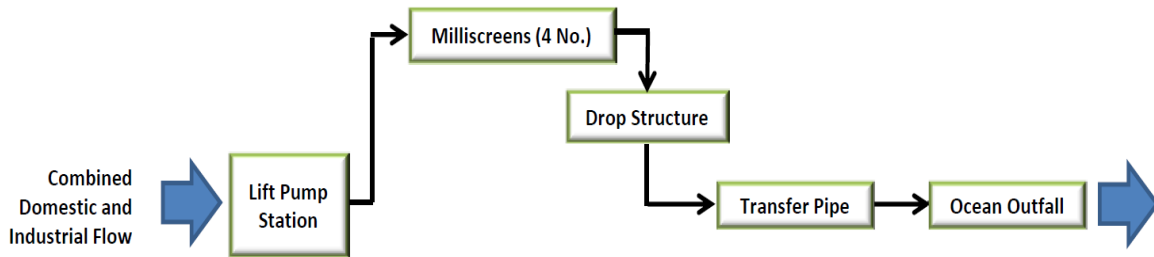 Milliscreens (4 No.)
Drop Structure
Combined
Domestic and
Industrial Flow
Lift Pump
Station
Transfer Pipe
Ocean Outfall